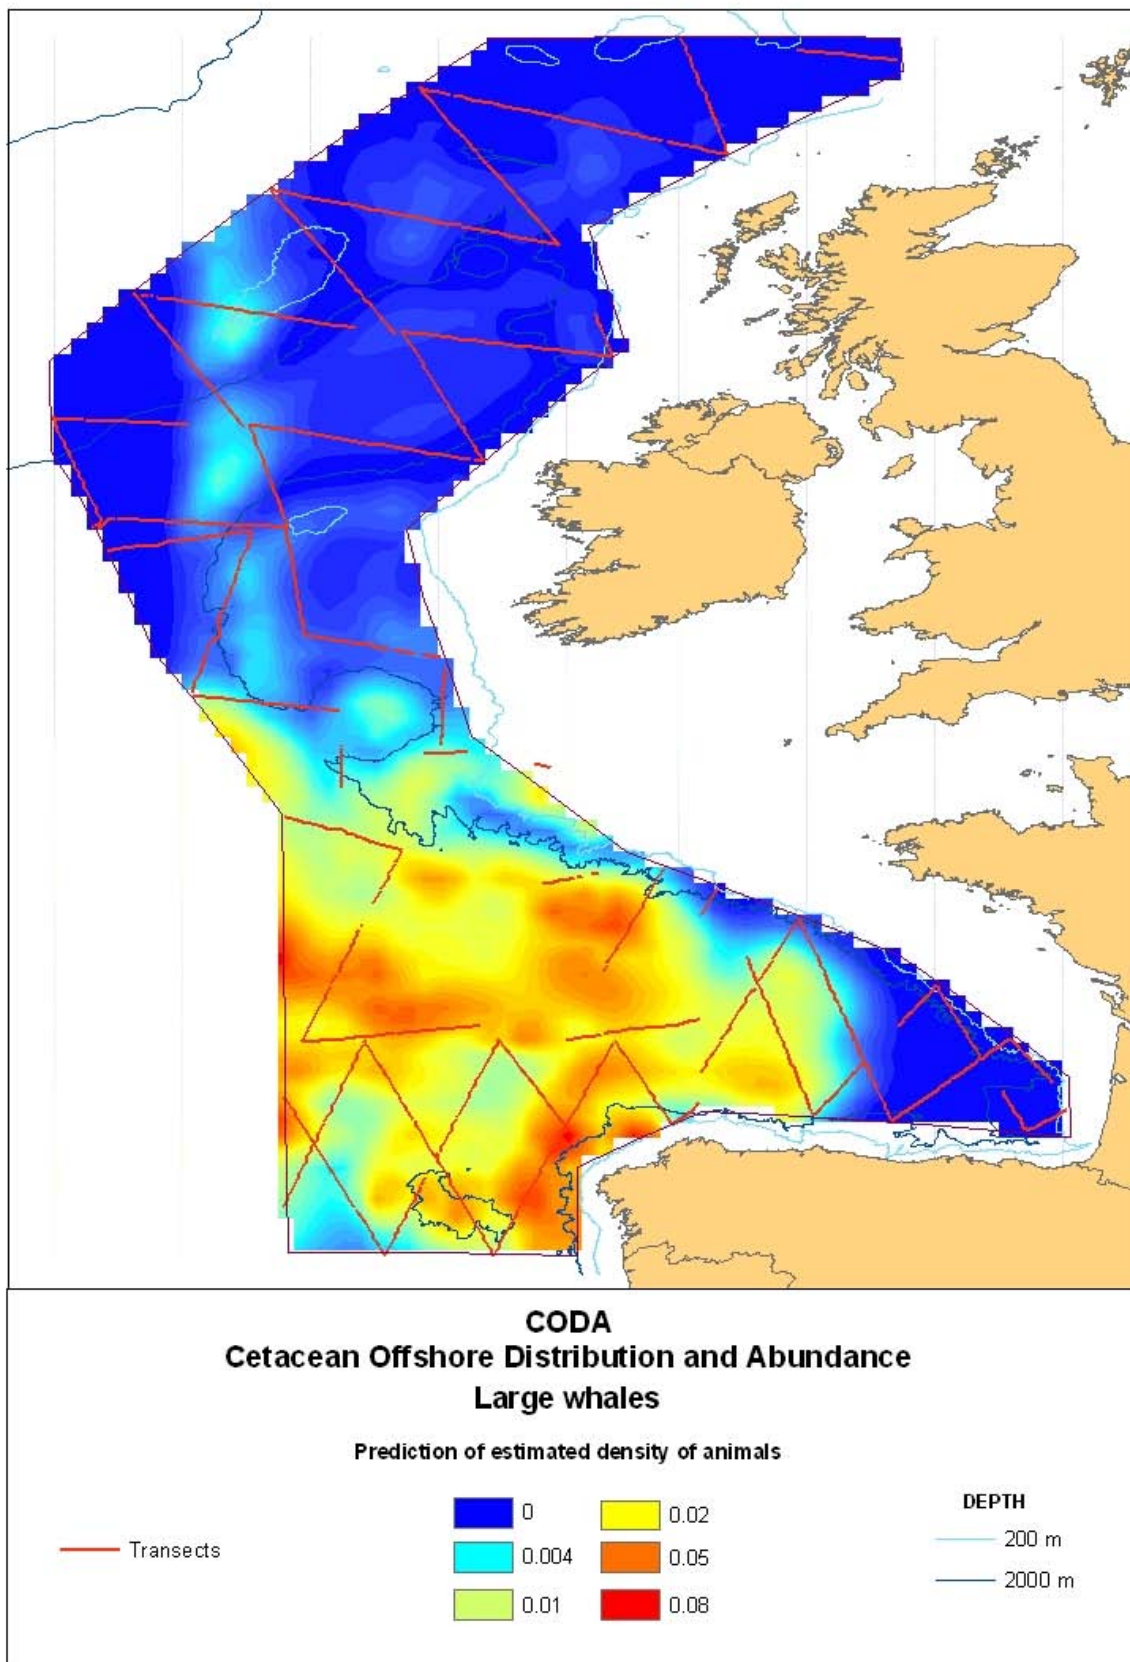 CODA
Cetacean Offshore Distribution and Abundance
Large whales
Prediction of estimated density of animals
Transects
0
0.004
0.01
0.02
0.05
0.08
DEPTH
200 m
2000 m